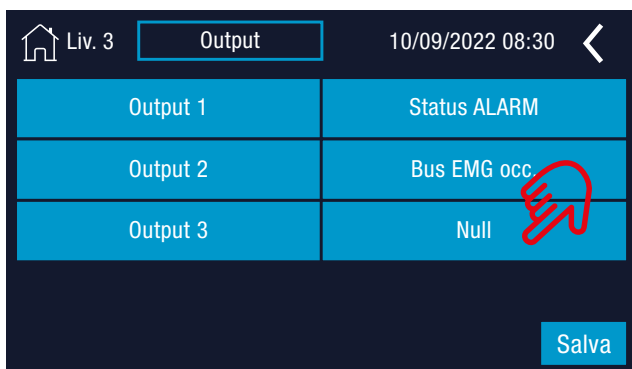 Liv. 3 Output 10/09/2022 08:30
Output 1 Status ALARM
Output 2 Bus EMG occ.
Output 3 Null
Salva